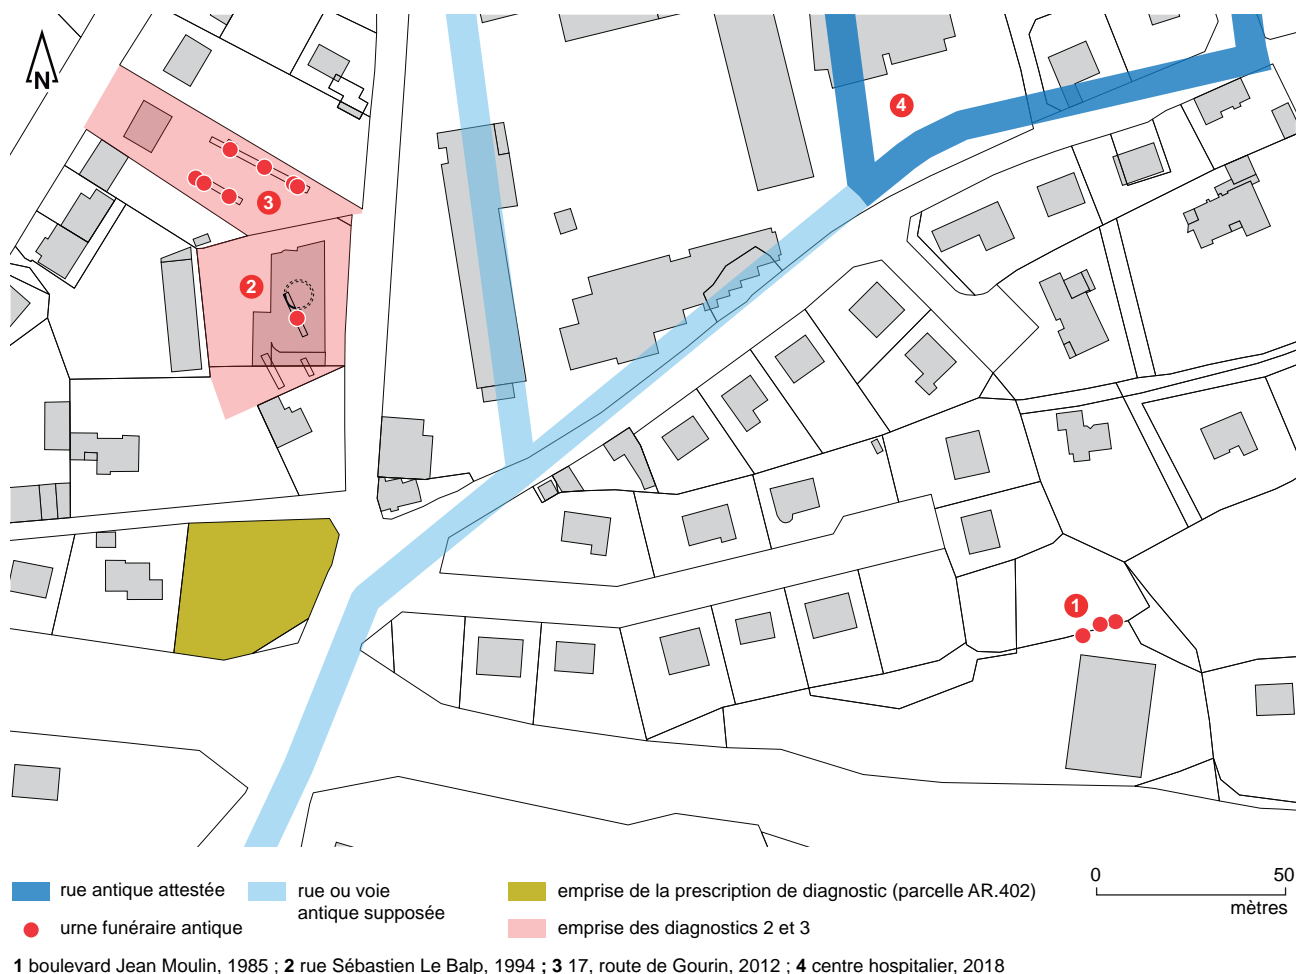 N
4
3
2
1
rue antique attestée
rue ou voie
antique supposée
emprise de la prescription de diagnostic (parcelle AR.402)
0 50
mètres
urne funéraire antique
emprise des diagnostics 2 et 3
1 boulevard Jean Moulin, 1985 ; 2 rue Sébastien Le Balp, 1994 ; 3 17, route de Gourin, 2012 ; 4 centre hospitalier, 2018